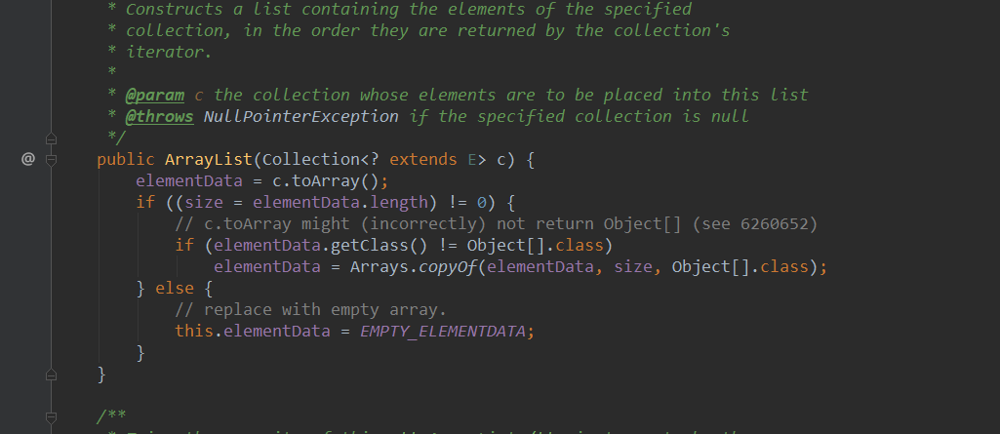 * Constructs a list containing the elements of the specified
* collection, in the order they are returned by the collection's
* iterator.
*
* @param c the collection whose elements are to be placed into this list
* @throws NullPointerException if the specified collection is null
*/
@ public ArrayList(Collection<? extends E> c) {
elementData = c.toArray();
if ((size = elementData.length) != 0) {
// c.toArray might (incorrectly) not return Object[] (see 6260652)
if (elementData.getClass() != Object[].class)
elementData = Arrays.copyOf(elementData, size, Object[].class);
} else {
// replace with empty array.
this.elementData = EMPTY_ELEMENTDATA;
}
}
/**